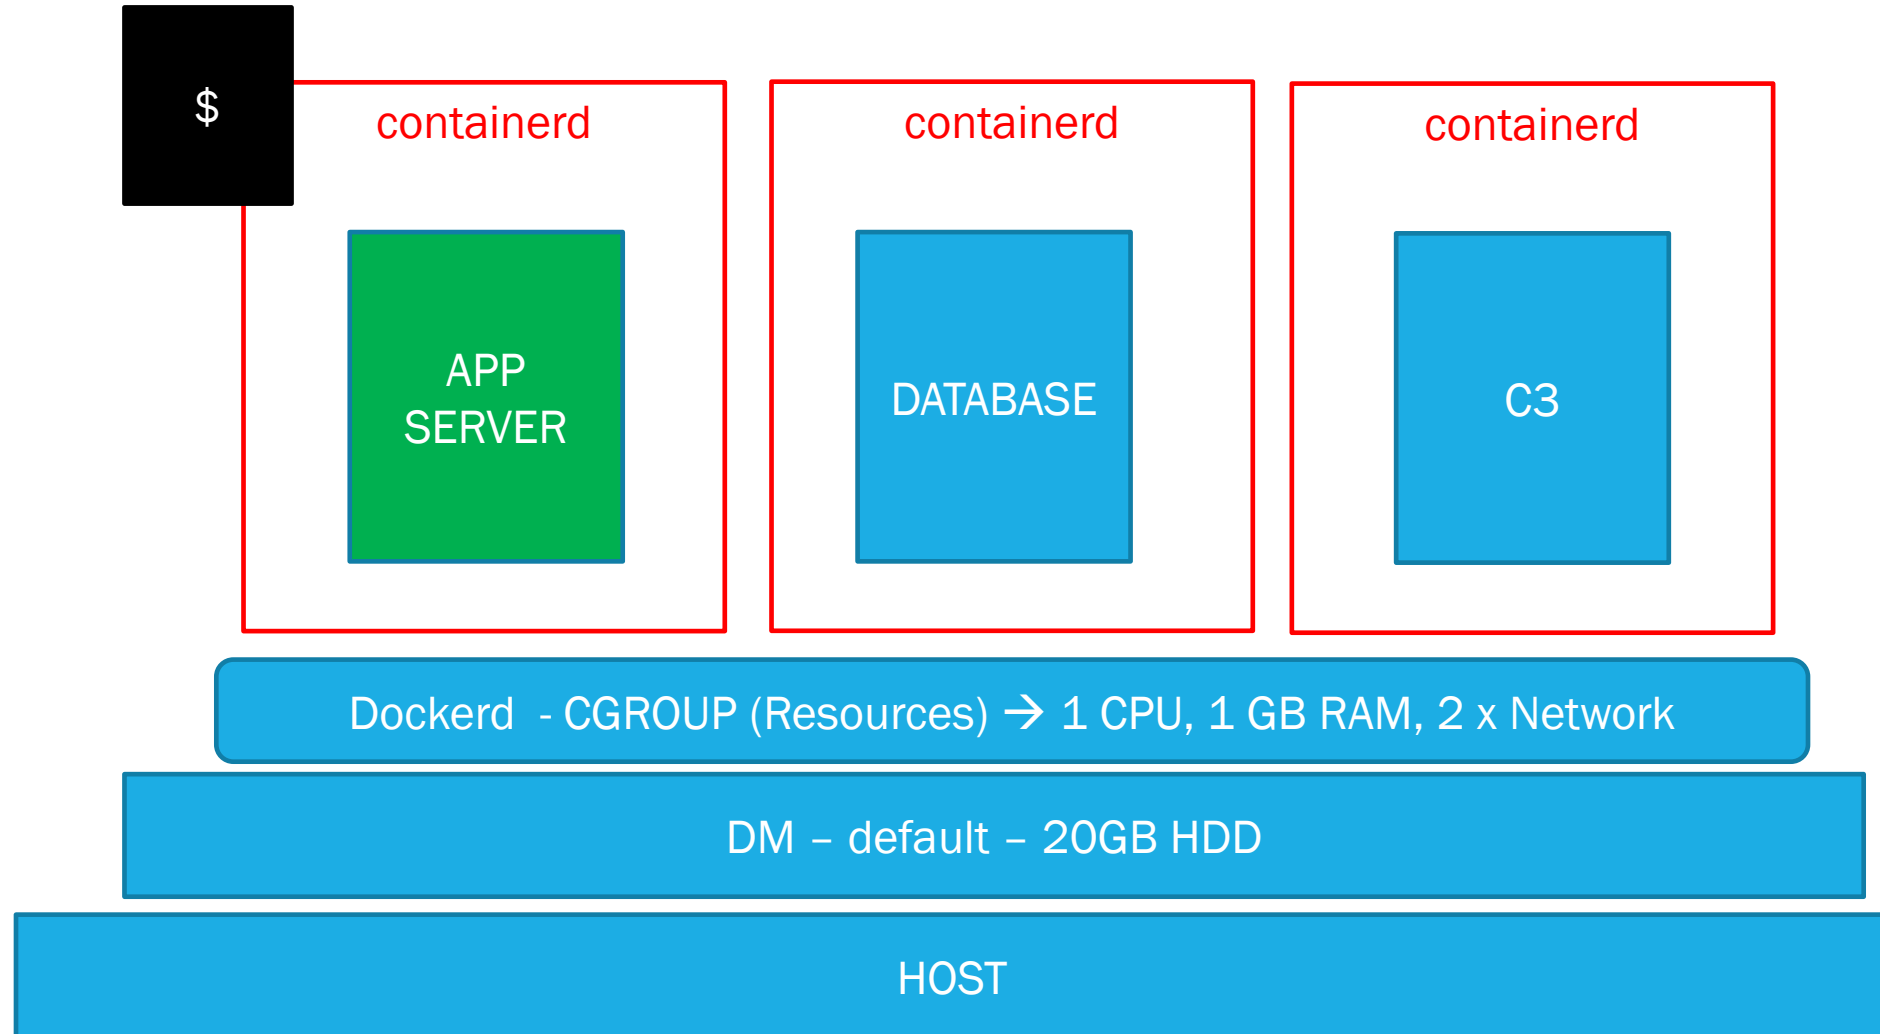 $
containerd
containerd
containerd
APP
SERVER
DATABASE
C3
Dockerd  - CGROUP (Resources) → 1 CPU, 1 GB RAM, 2 x Network
DM – default – 20GB HDD
HOST